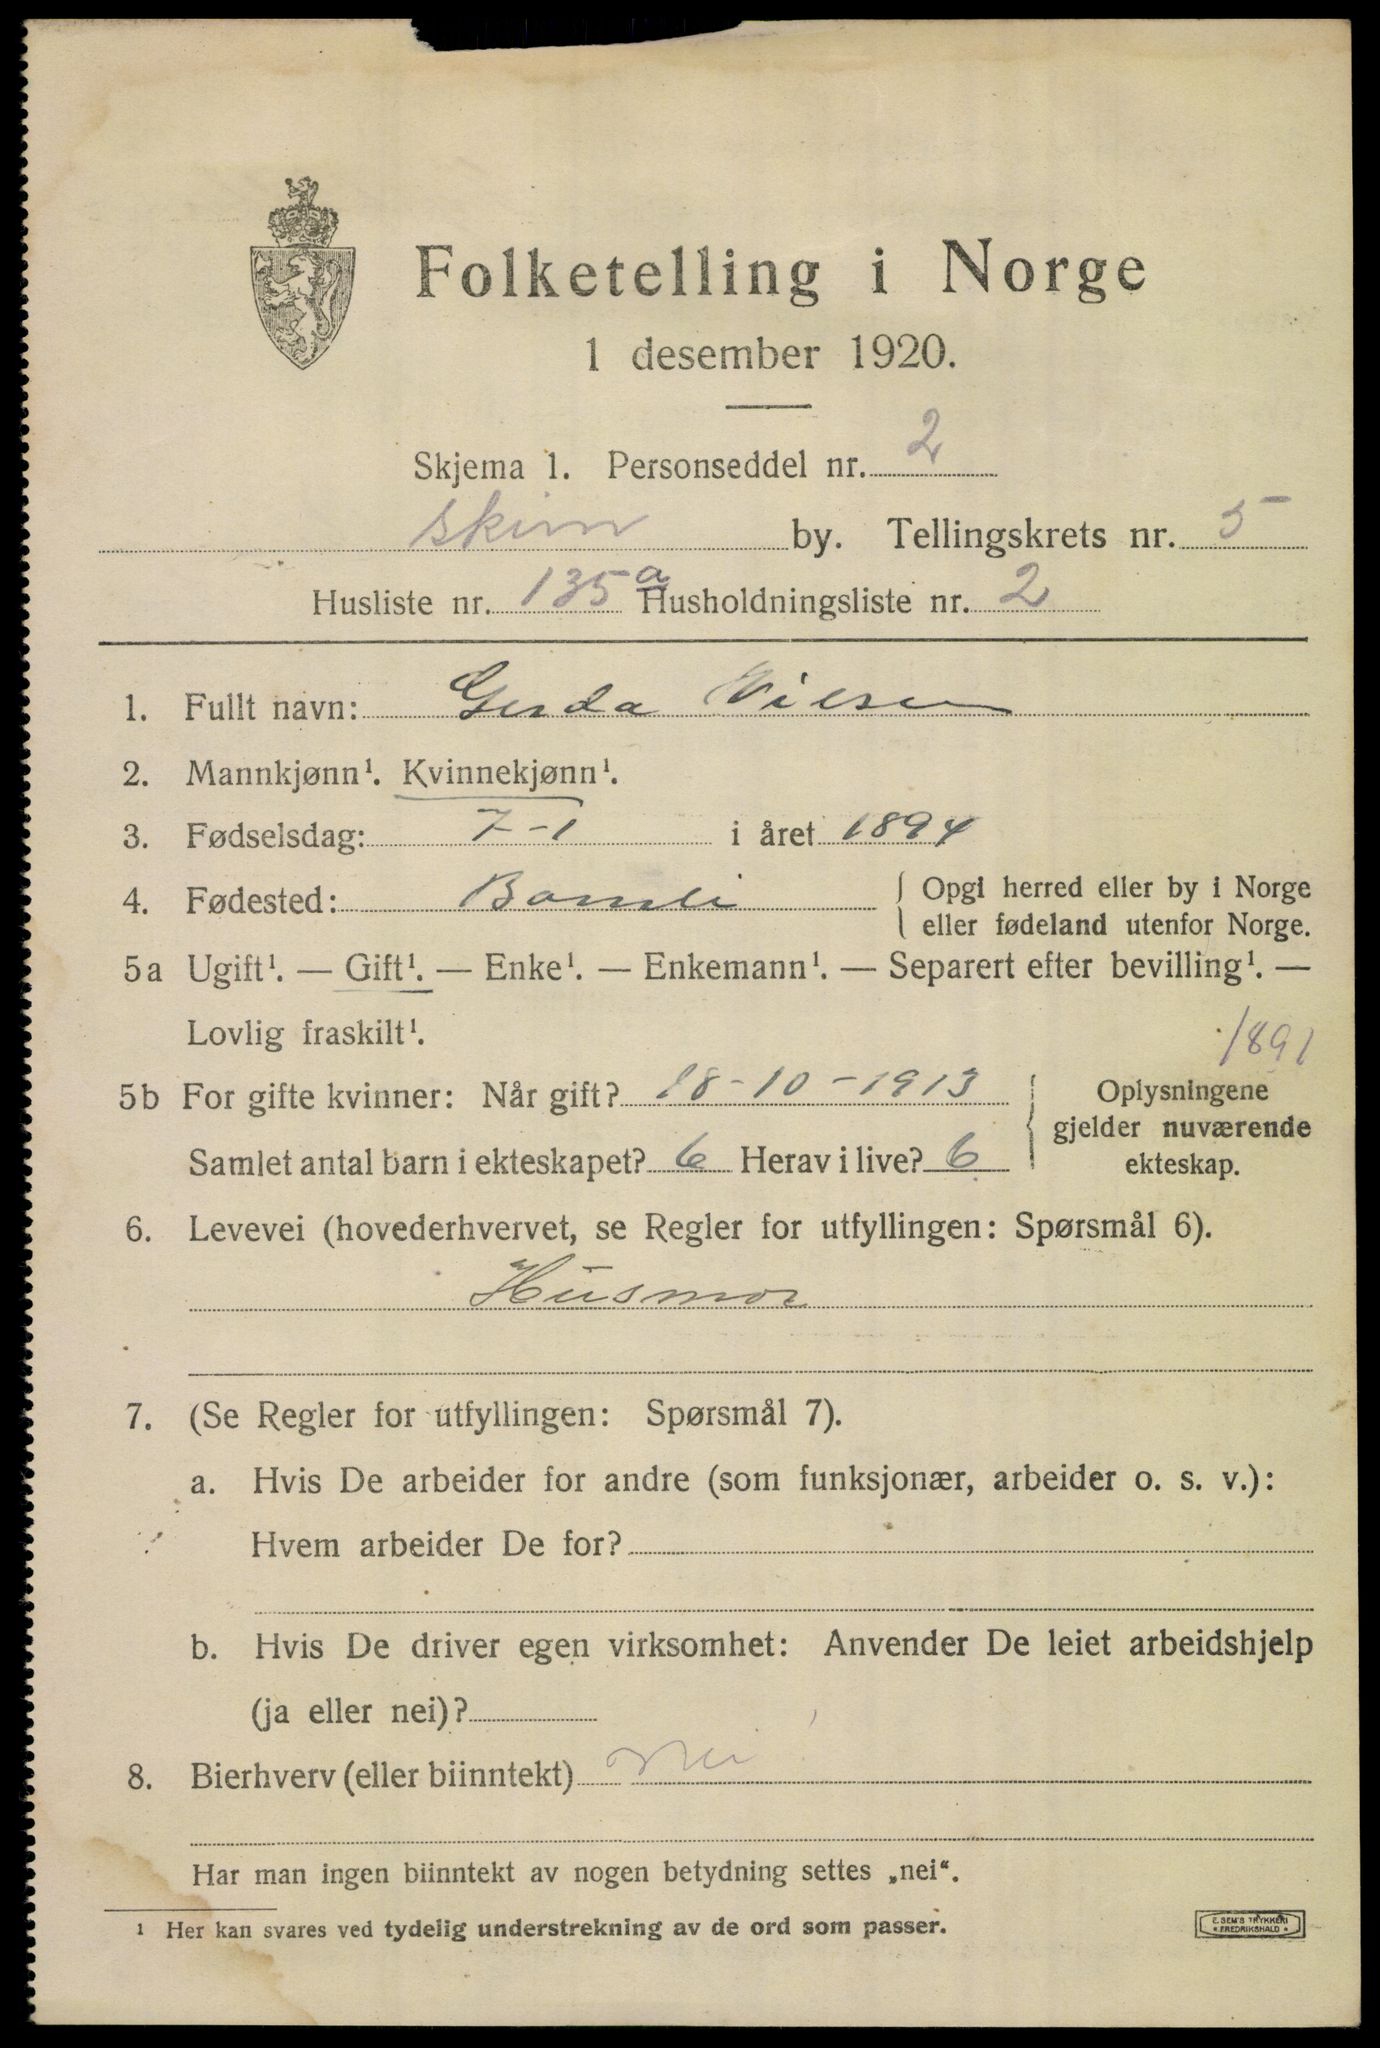 Folketelling i Norge
1 desember 1920.
Skjema 1. Personseddel nr. 2
Skien by. Tellingskrets nr. 5
Husliste nr. 135 a Husholdningsliste nr. 2
1. Fullt navn: Gerda Nilsen
2. Mannkjønn¹. Kvinnekjønn¹.
3. Fødselsdag: 7-1 i året 1894
4. Fødested: Bamle { Opgi herred eller by i Norge
eller fødeland utenfor Norge.
5a Ugift¹. — Gift¹. — Enke¹. — Enkemann¹. — Separert efter bevilling¹. —
Lovlig fraskilt¹.
1891
5b For gifte kvinner: Når gift? 18-10-1913 { Oplysningene
gjelder nuværende
Samlet antal barn i ekteskapet? 6 Herav i live? 6 ekteskap.
6. Levevei (hovederhvervet, se Regler for utfyllingen: Spørsmål 6).
Husmor
7. (Se Regler for utfyllingen: Spørsmål 7).
a. Hvis De arbeider for andre (som funksjonær, arbeider o. s. v.):
Hvem arbeider De for?
b. Hvis De driver egen virksomhet: Anvender De leiet arbeidshjelp
(ja eller nei)?
8. Bierhverv (eller biinntekt) nei
Har man ingen biinntekt av nogen betydning settes „nei“.
¹ Her kan svares ved tydelig understrekning av de ord som passer.
E. SEM'S TRYKKERI
* FREDRIKSHALD *